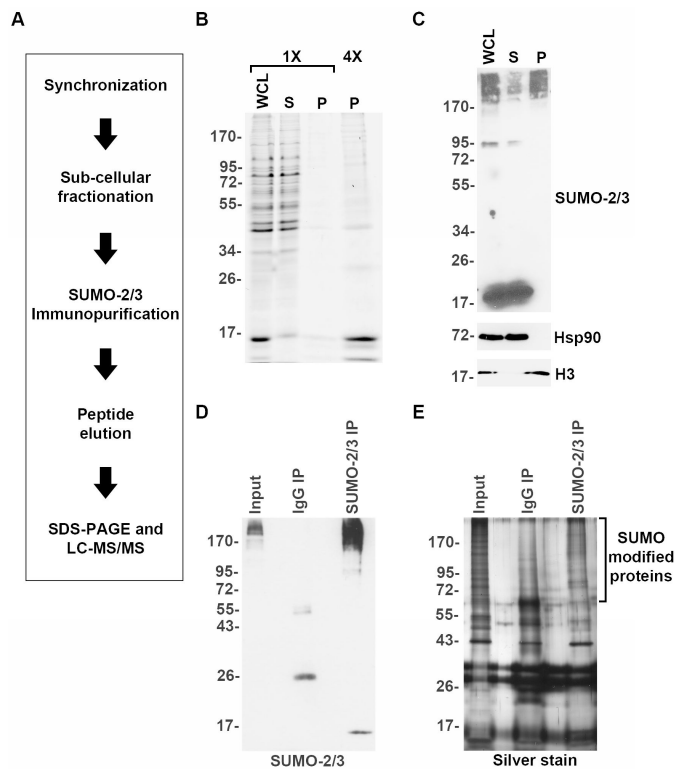 A
Synchronization
Sub-cellular
fractionation
SUMO-2/3
Immunopurification
Peptide
elution
SDS-PAGE and
LC-MS/MS
B
1X 4X
WCL S P P
170-
95-
72-
55-
34-
26-
17-
C
WCL S P
170-
95-
72-
55-
34-
26-
17-
SUMO-2/3
72- Hsp90
17- H3
D
Input IgG IP SUMO-2/3 IP
170-
95-
72-
55-
43-
26-
17-
SUMO-2/3
E
Input IgG IP SUMO-2/3 IP
170-
95-
72-
55-
43-
26-
17-
SUMO
modified
proteins
Silver stain